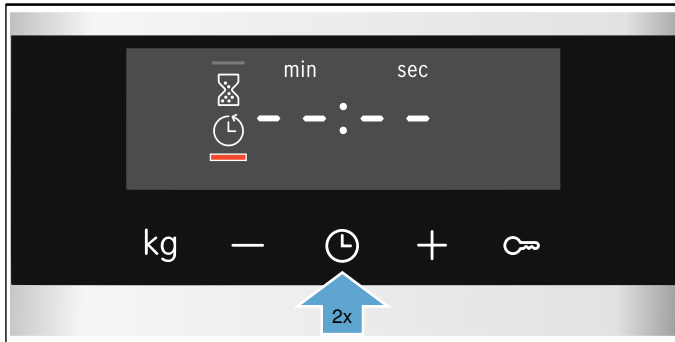 min sec
--:--
kg — +
2x